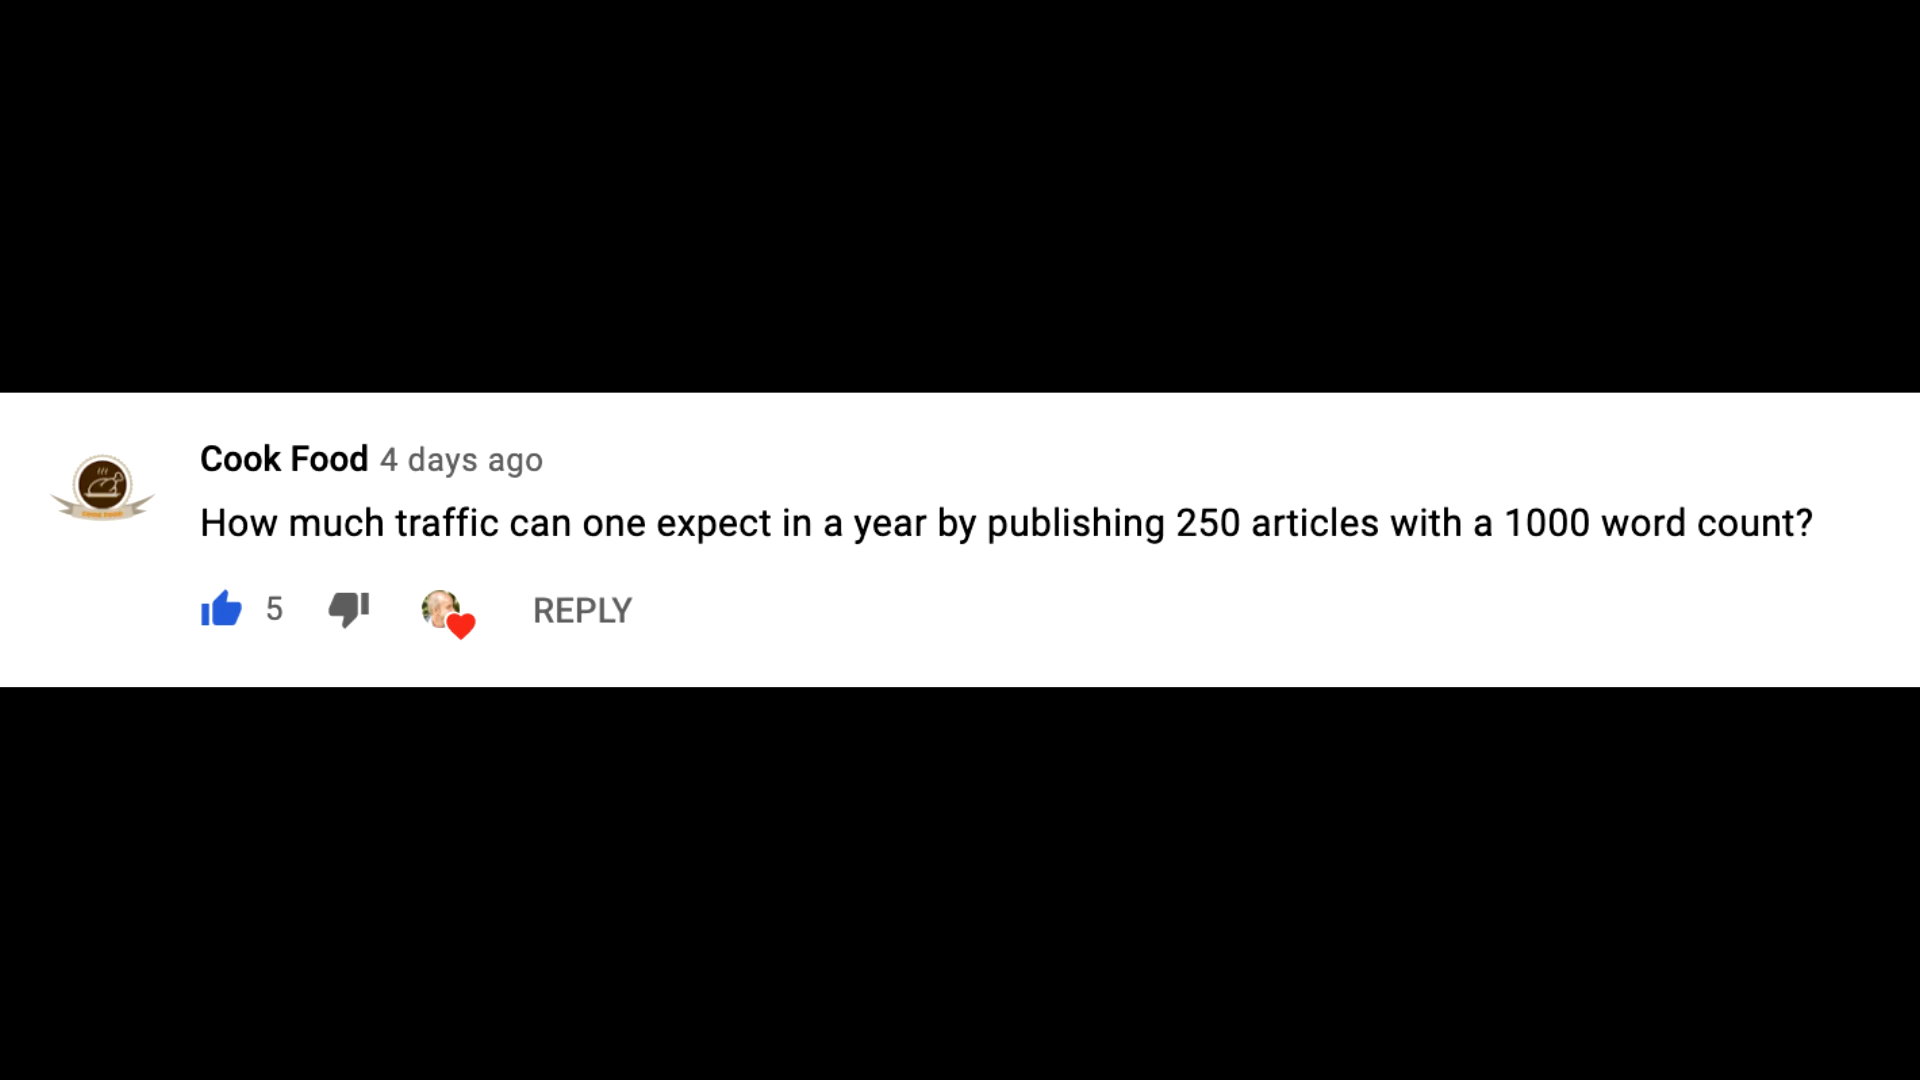 Cook Food 4 days ago
How much traffic can one expect in a year by publishing 250 articles with a 1000 word count?
5 REPLY